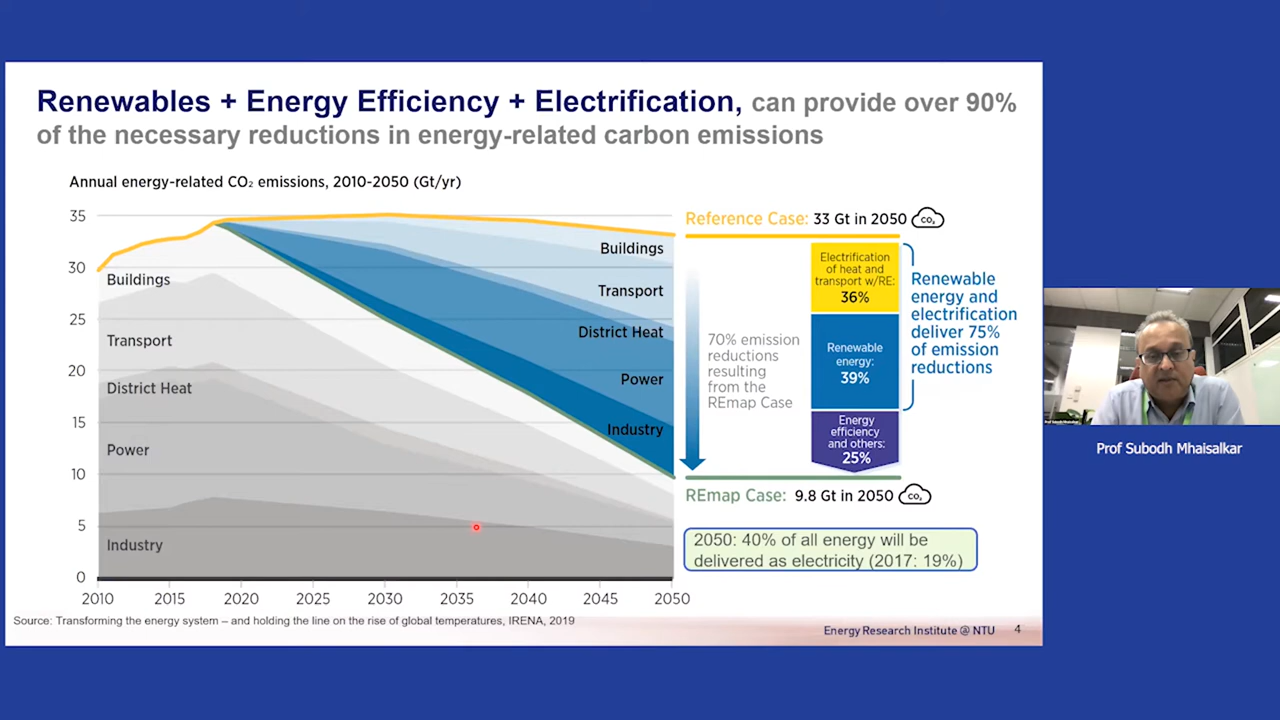 Renewables + Energy Efficiency + Electrification, can provide over 90%
of the necessary reductions in energy-related carbon emissions
Annual energy-related CO₂ emissions, 2010-2050 (Gt/yr)
35
30
25
20
15
10
5
0
2010
2015
2020
2025
2030
2035
2040
2045
2050
Buildings
Transport
District Heat
Power
Industry
Buildings
Transport
District Heat
Power
Industry
Reference Case: 33 Gt in 2050 CO₂
70% emission
reductions
resulting
from the
REmap Case
Electrification
of heat and
transport w/RE:
36%
Renewable
energy:
39%
Energy
efficiency
and others:
25%
Renewable
energy and
electrification
deliver 75%
of emission
reductions
REmap Case: 9.8 Gt in 2050 CO₂
2050: 40% of all energy will be
delivered as electricity (2017: 19%)
Source: Transforming the energy system – and holding the line on the rise of global temperatures, IRENA, 2019
Energy Research Institute @ NTU 4
Prof Subodh Mhaisalkar
Prof Subodh Mhaisalkar